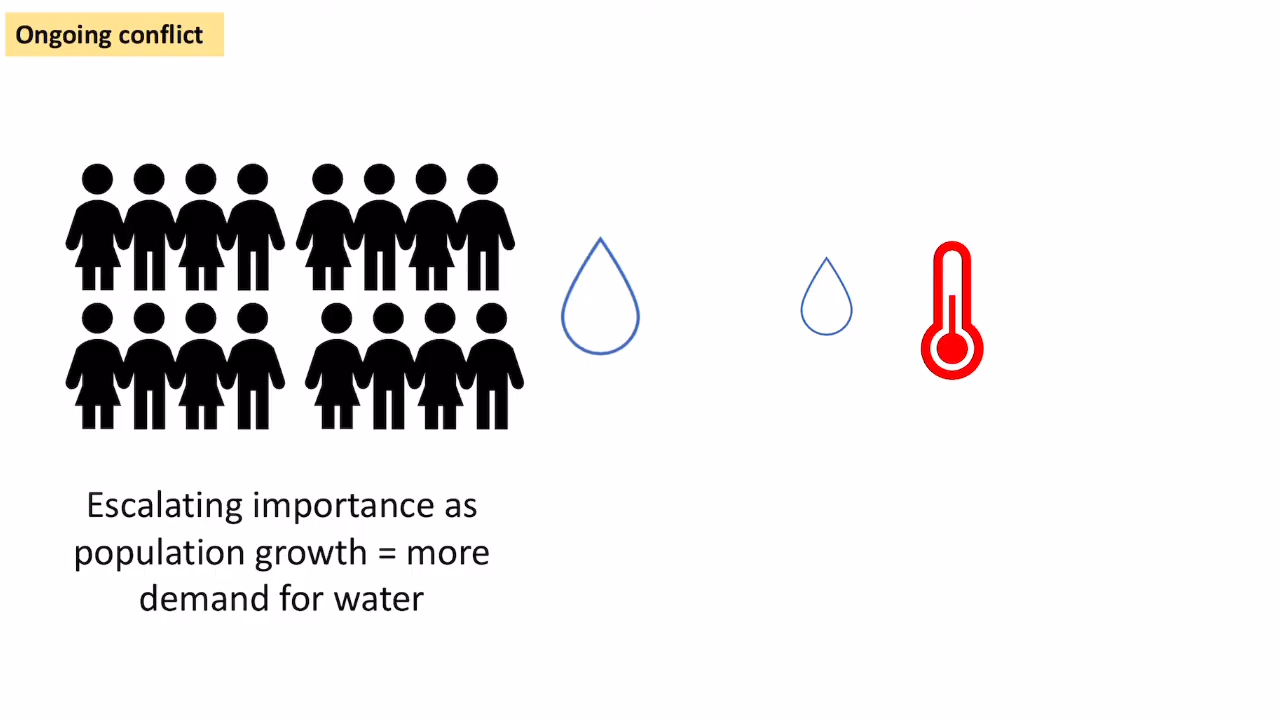 Ongoing conflict
Escalating importance as
population growth = more
demand for water